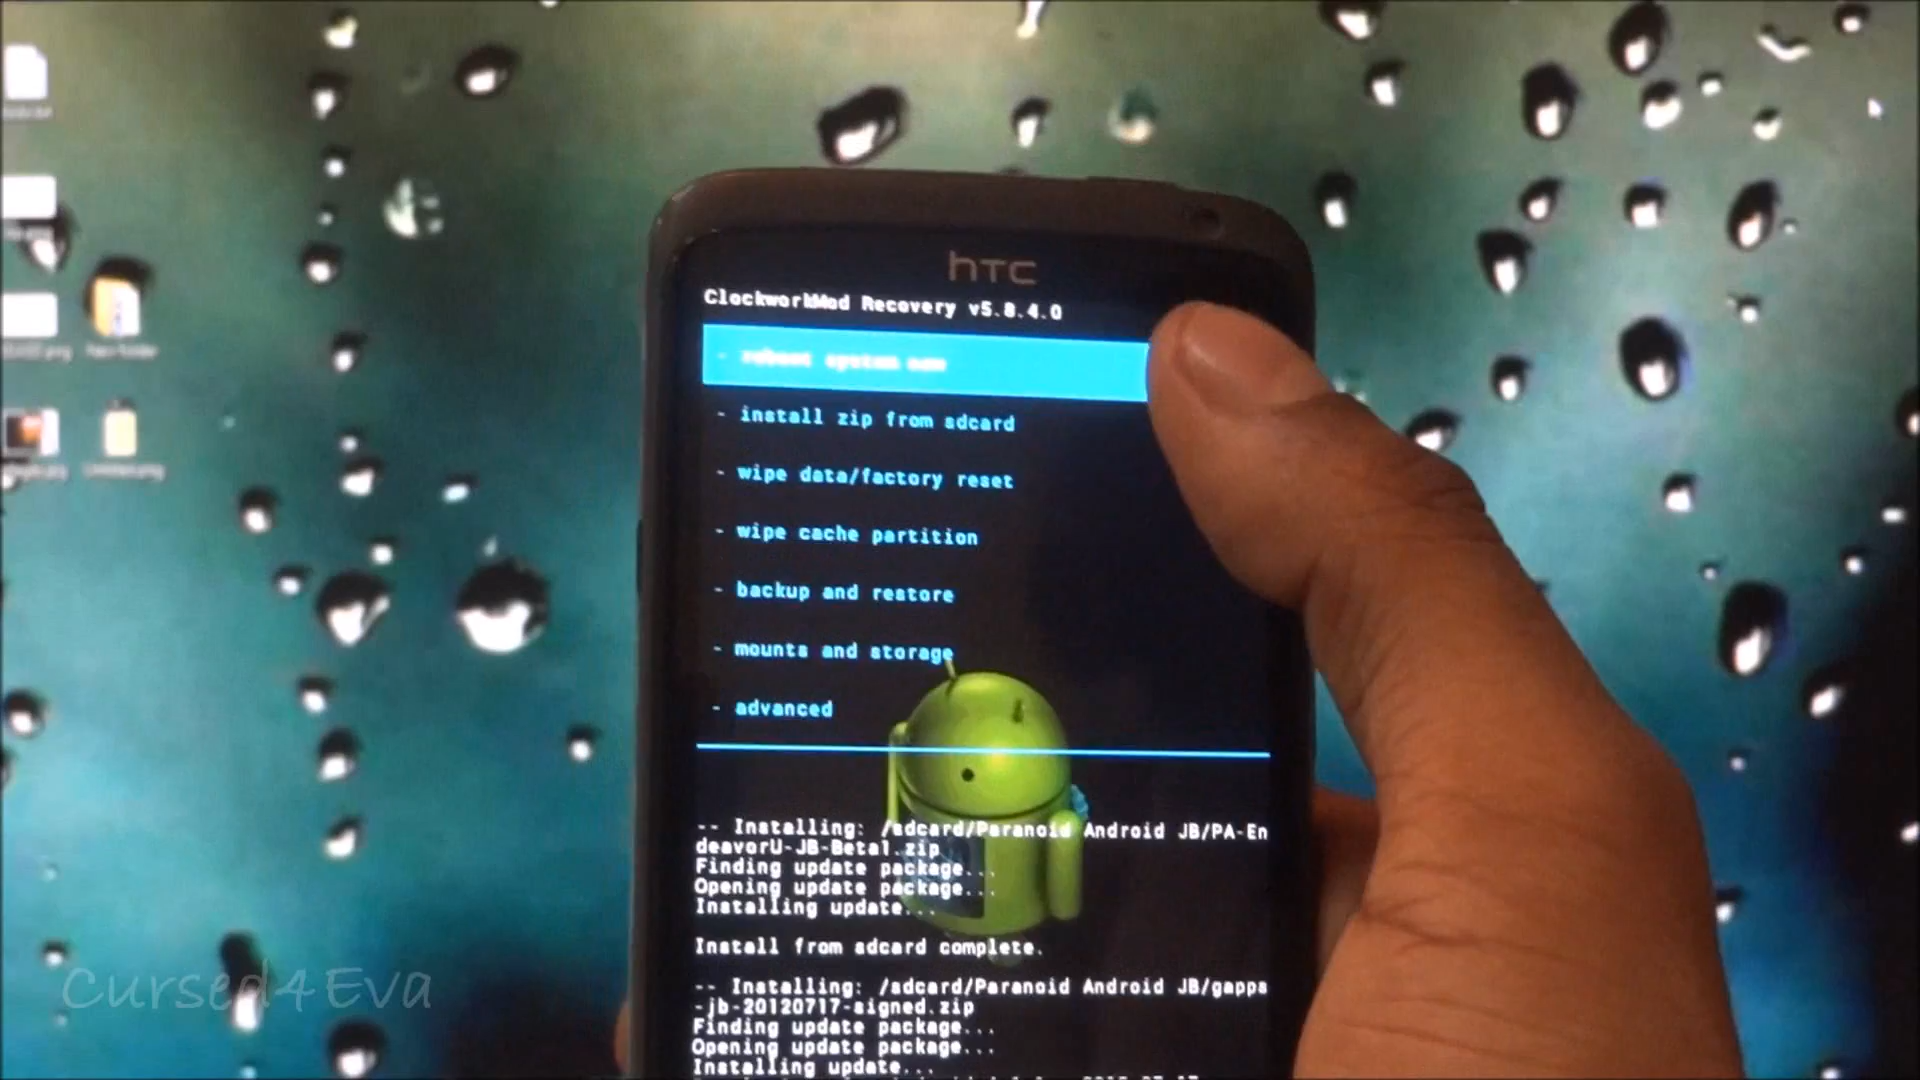 hTC
ClockworkMod Recovery v5.8.4.0
- reboot system now
- install zip from sdcard
- wipe data/factory reset
- wipe cache partition
- backup and restore
- mounts and storage
- advanced
-- Installing: /sdcard/Paranoid Android JB/PA-En
deavorU-JB-Beta1.zip
Finding update package...
Opening update package...
Installing update...
Install from sdcard complete.
-- Installing: /sdcard/Paranoid Android JB/gapps
-jb-20120717-signed.zip
Finding update package...
Opening update package...
Installing update...
Cursed4Eva